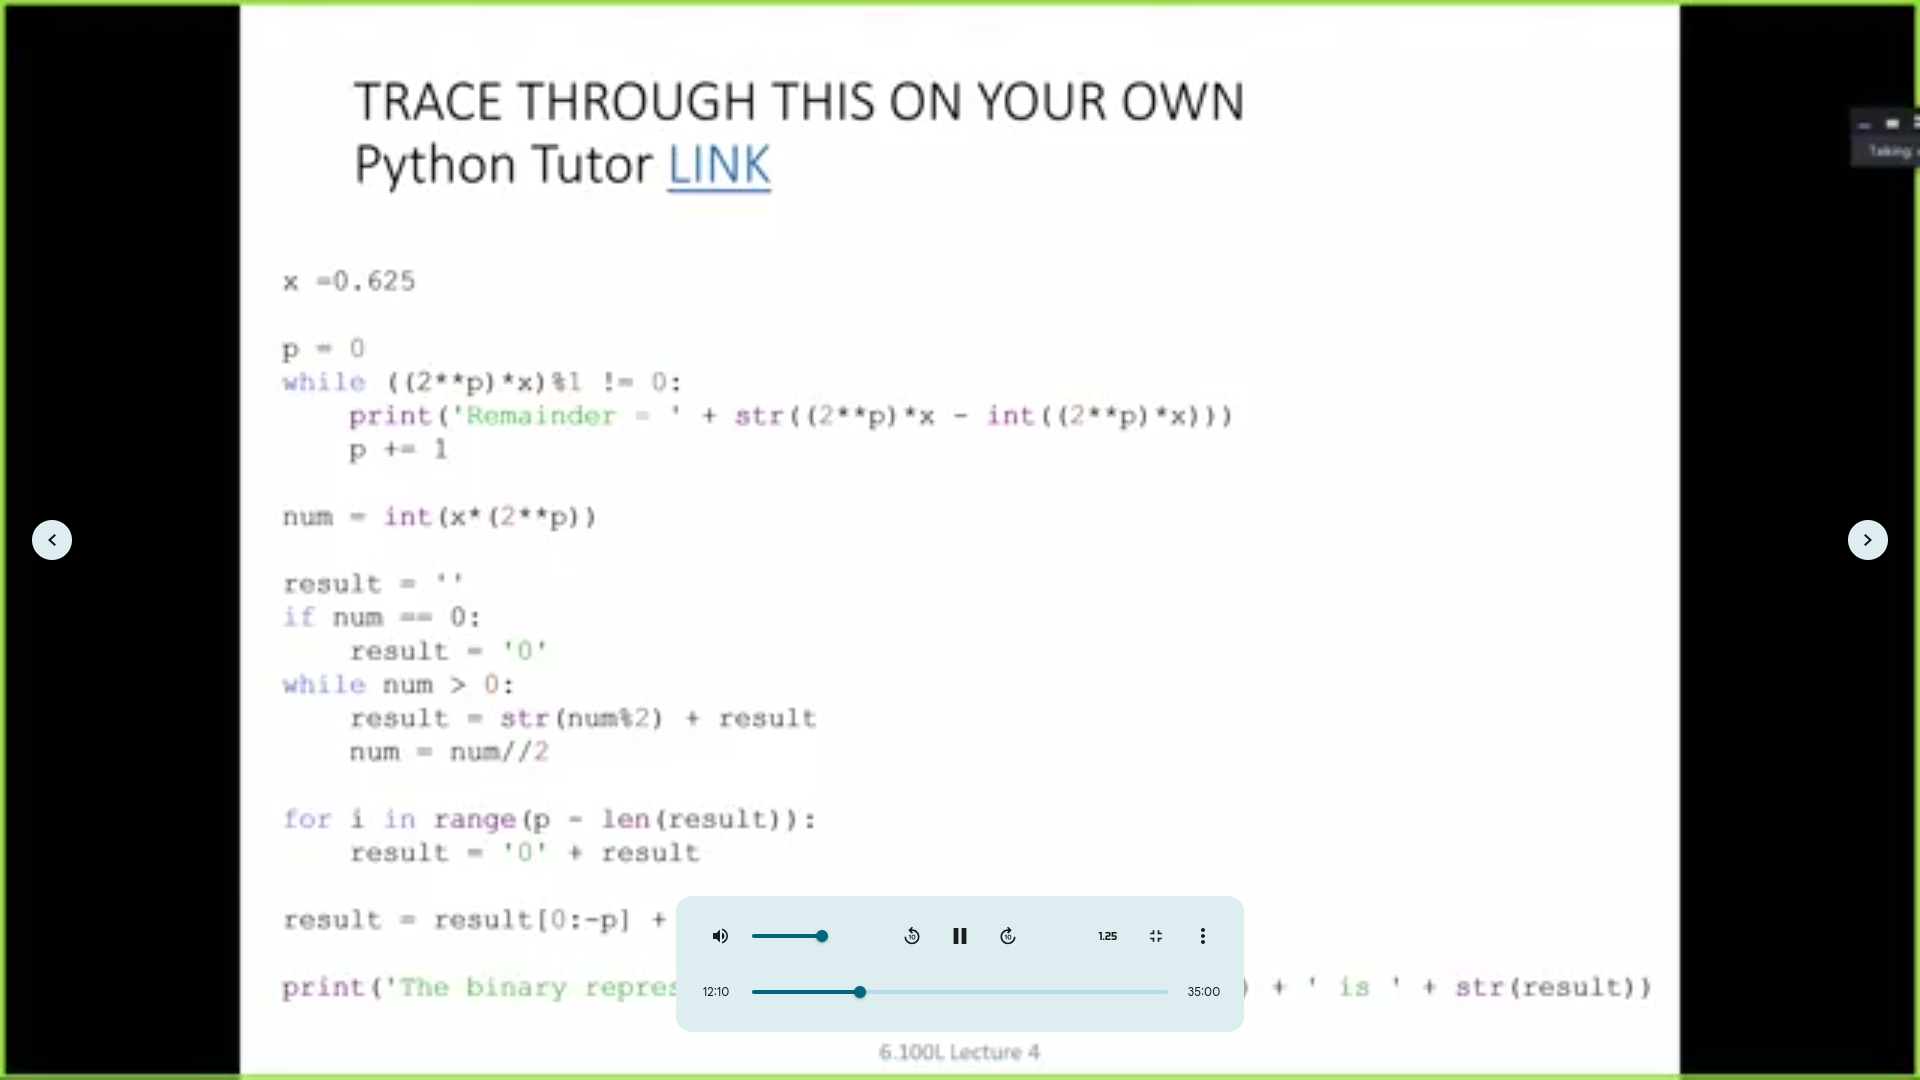 TRACE THROUGH THIS ON YOUR OWN
Python Tutor LINK
Taking
x =0.625
p = 0
while ((2**p)*x)%1 != 0:
    print('Remainder = ' + str((2**p)*x - int((2**p)*x)))
    p += 1
num = int(x*(2**p))
result = ''
if num == 0:
    result = '0'
while num > 0:
    result = str(num%2) + result
    num = num//2
for i in range(p - len(result)):
    result = '0' + result
result = result[0:-p] +
1.25
12:10 35:00
print('The binary repres ) + ' is ' + str(result))
6.100L Lecture 4